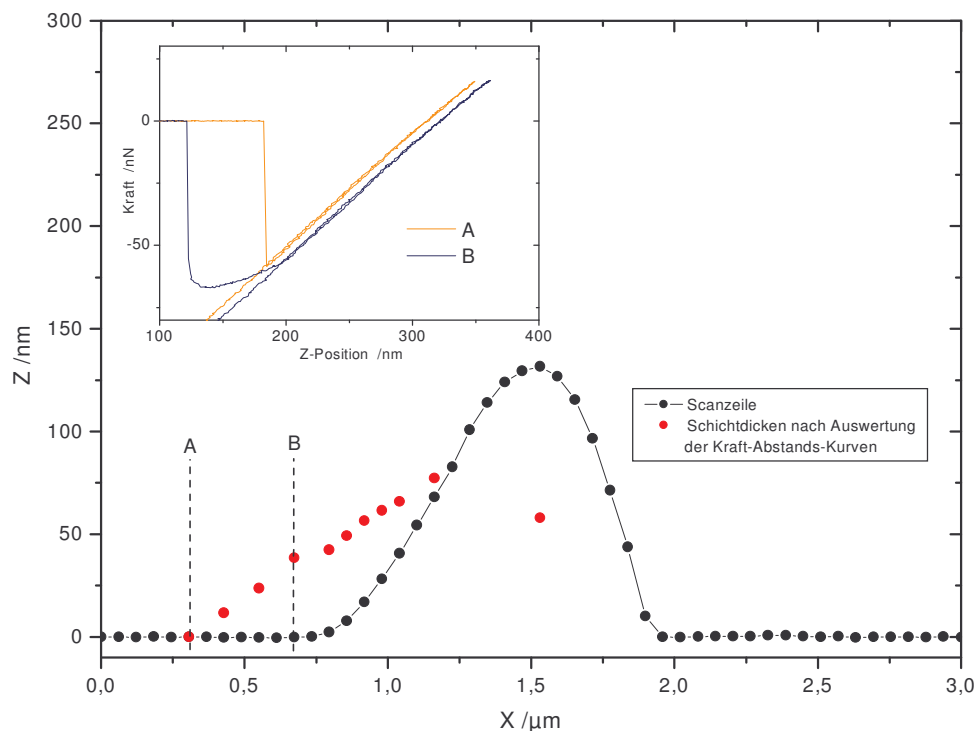 300
250
200
150
100
50
0
Z /nm
0,0
0,5
1,0
1,5
2,0
2,5
3,0
X /µm
A
B
0
-50
Kraft /nN
100
200
300
400
Z-Position /nm
A
B
Scanzeile
Schichtdicken nach Auswertung
der Kraft-Abstands-Kurven